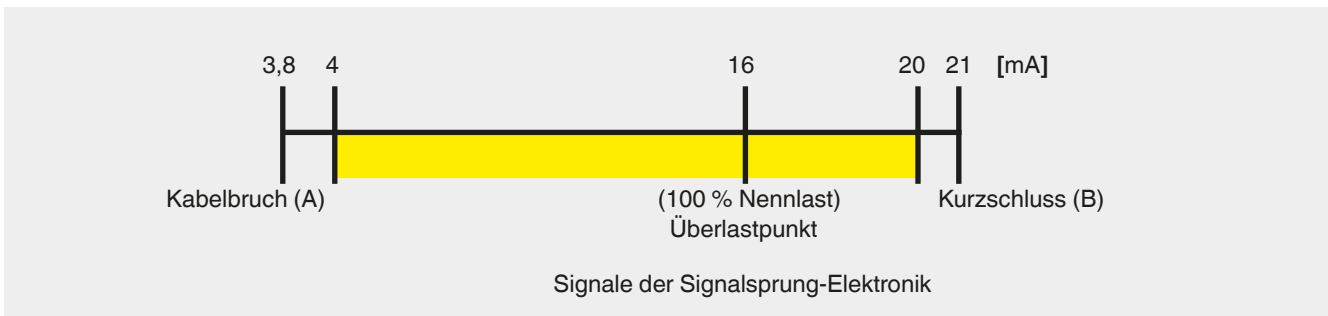 3,8 4 16 20 21 [mA]
Kabelbruch (A) (100 % Nennlast) Kurzschluss (B)
Überlastpunkt
Signale der Signalsprung-Elektronik